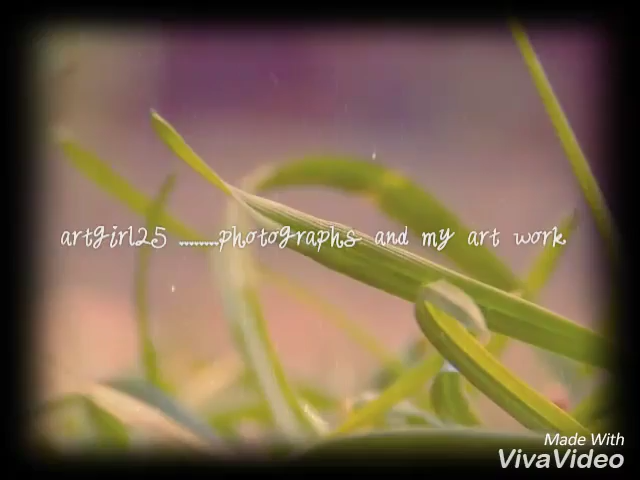 artgirl25 ........photographs and my art work
Made With
VivaVideo